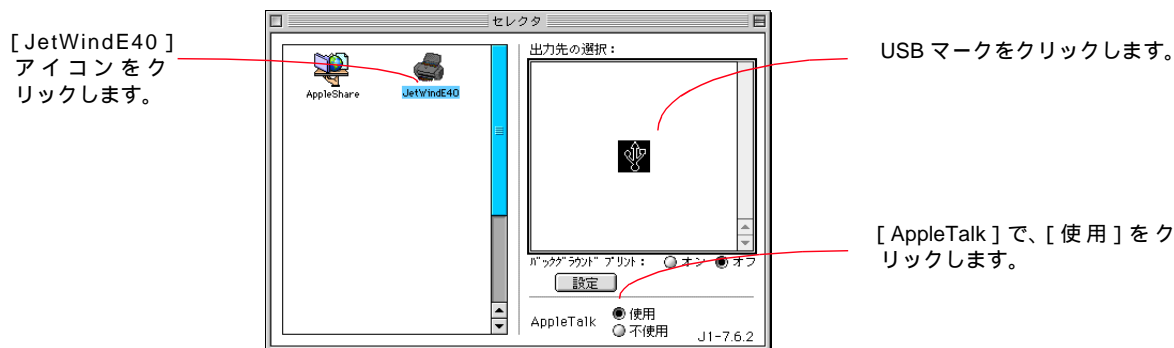 セレクタ
[JetWindE40]
アイコンをク
リックします。
AppleShare
JetWindE40
出力先の選択：
USB マークをクリックします。
[AppleTalk]で、[使用]をク
リックします。
バックグラウンド プリント： オン オフ
設定
AppleTalk 使用
不使用
J1-7.6.2